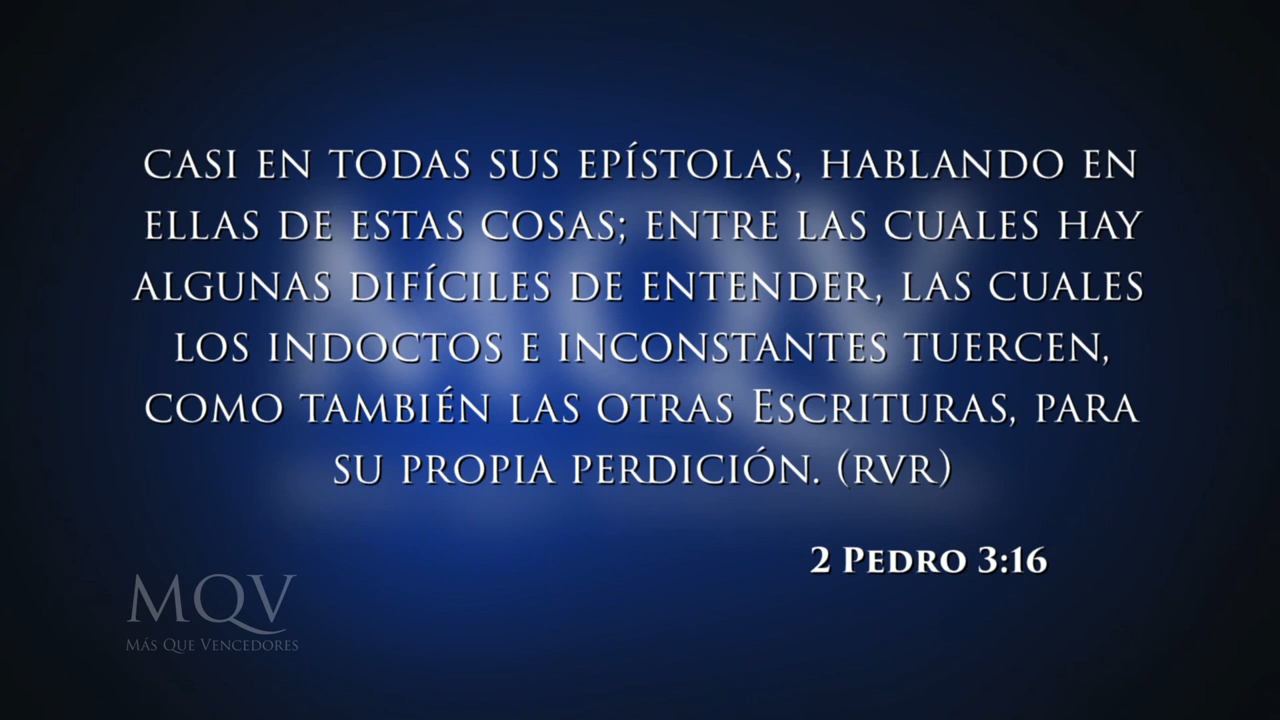 CASI EN TODAS SUS EPÍSTOLAS, HABLANDO EN
ELLAS DE ESTAS COSAS; ENTRE LAS CUALES HAY
ALGUNAS DIFÍCILES DE ENTENDER, LAS CUALES
LOS INDOCTOS E INCONSTANTES TUERCEN,
COMO TAMBIÉN LAS OTRAS ESCRITURAS, PARA
SU PROPIA PERDICIÓN. (RVR)
2 PEDRO 3:16
MQV
MÁS QUE VENCEDORES